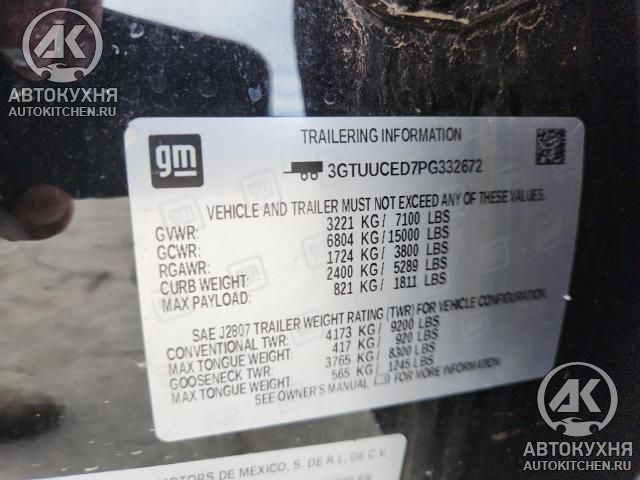 АК
АВТОКУХНЯ
AUTOKITCHEN.RU
gm
TRAILERING INFORMATION
3GTUUCED7PG332672
VEHICLE AND TRAILER MUST NOT EXCEED ANY OF THESE VALUES:
GVWR: 3221 KG/ 7100 LBS
GCWR: 6804 KG/ 15000 LBS
RGAWR: 1724 KG/ 3800 LBS
CURB WEIGHT: 2400 KG/ 5289 LBS
MAX PAYLOAD: 821 KG/ 1811 LBS
SAE J2807 TRAILER WEIGHT RATING (TWR) FOR VEHICLE CONFIGURATION.
CONVENTIONAL TWR: 4173 KG/ 9200 LBS
MAX TONGUE WEIGHT: 417 KG/ 920 LBS
GOOSENECK TWR: 3765 KG/ 8300 LBS
MAX TONGUE WEIGHT: 565 KG/ 1245 LBS
SEE OWNER'S MANUAL FOR MORE INFORMATION
MOTORS DE MEXICO, S. DE R.L. DE C.V.
АК
АВТОКУХНЯ
AUTOKITCHEN.RU